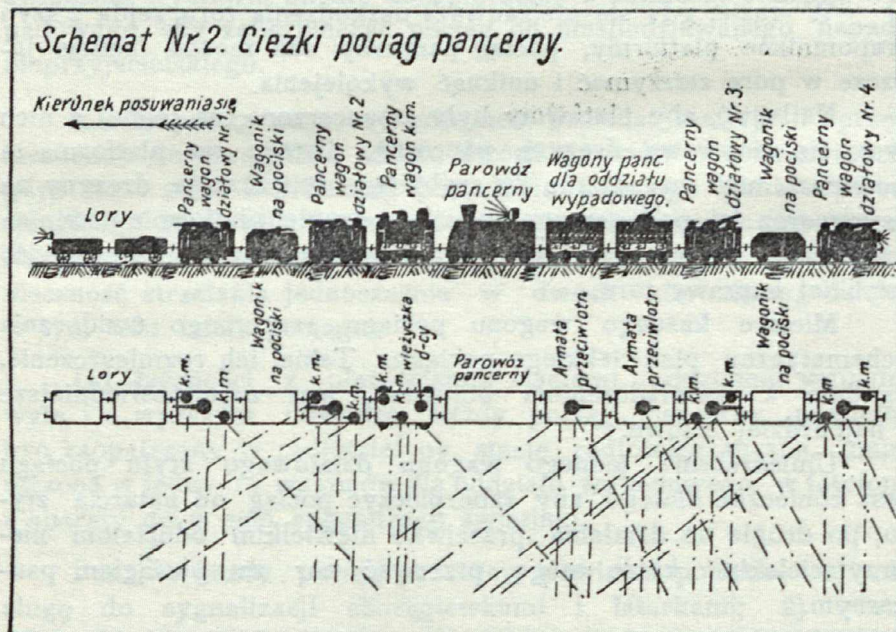 Schemat Nr. 2. Ciężki pociąg pancerny.
Kierunek posuwania się
Lory
Pancerny
wagon
działowy Nr 1
Wagonik
na pociski
Pancerny
wagon
działowy Nr. 2
Pancerny
wagon k.m.
Parowóz
pancerny
Wagony panc.
dla oddziału
wypadowego.
Pancerny
wagon
działowy Nr. 3
Wagonik
na pociski
Pancerny
wagon
działowy Nr. 4.
Lory
k.m.
k.m.
Wagonik
na pociski
k.m.
k.m.
k.m.
k.m.
wieżyczka
d-cy
Parowóz
pancerny
Armata
przeciwlotn
Armata
przeciwlotn
k.m.
k.m.
Wagonik
na pociski
k.m.
k.m.